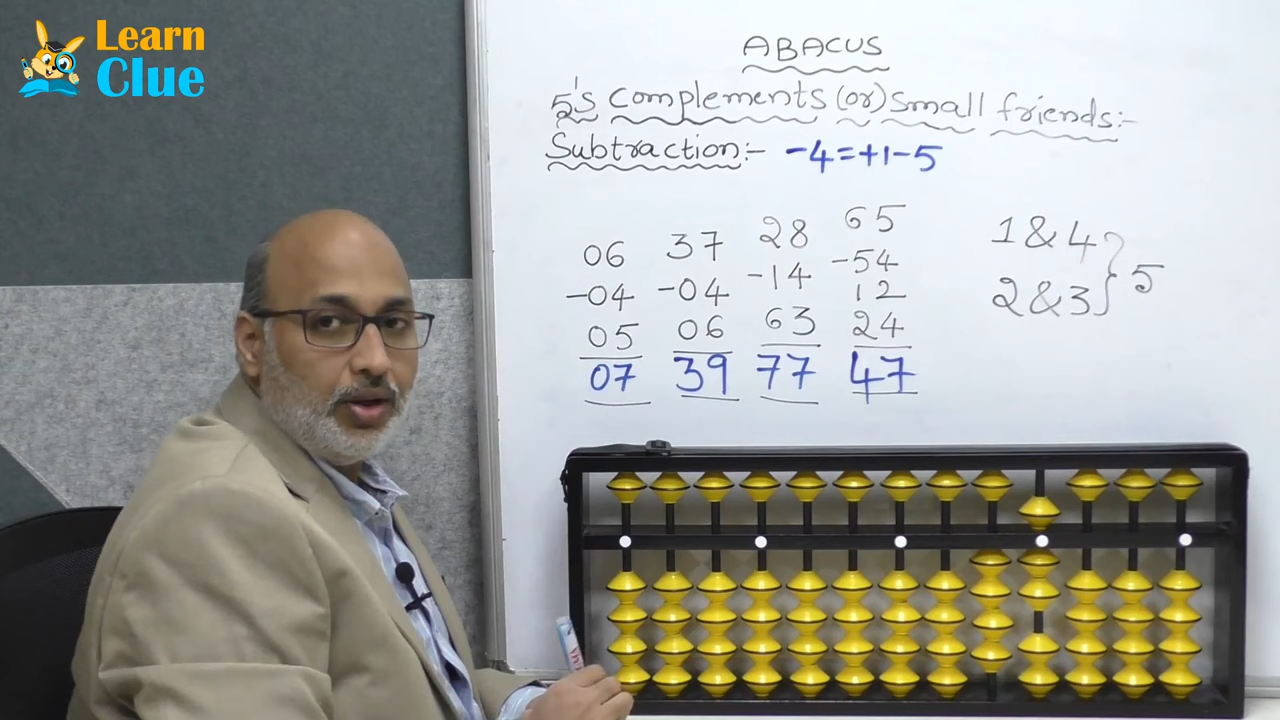 Learn
Clue
ABACUS
5's complements (or) small friends:-
Subtraction:- -4=+1-5
06 37 28 65
-04 -04 -14 -54
05 06 63 12
24
07 39 77 47
1&4
2&3 } 5